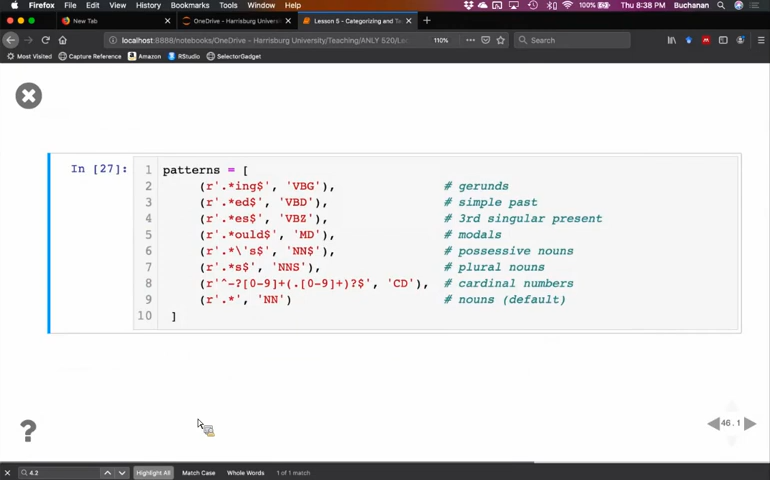 Firefox File Edit View History Bookmarks Tools Window Help 100% Thu 8:38 PM Buchanan
New Tab OneDrive - Harrisburg Universi Lesson 5 - Categorizing and Ta
localhost:8888/notebooks/OneDrive - Harrisburg University/Teaching/ANLY 520/Lec 110% Search
Most Visited Capture Reference Amazon RStudio SelectorGadget
In [27]:
1 patterns = [
2 (r'.*ing$', 'VBG'), # gerunds
3 (r'.*ed$', 'VBD'), # simple past
4 (r'.*es$', 'VBZ'), # 3rd singular present
5 (r'.*ould$', 'MD'), # modals
6 (r'.*\'s$', 'NN$'), # possessive nouns
7 (r'.*s$', 'NNS'), # plural nouns
8 (r'^-?[0-9]+(.[0-9]+)?$', 'CD'), # cardinal numbers
9 (r'.*', 'NN') # nouns (default)
10 ]
?
46.1
4.2 Highlight All Match Case Whole Words 1 of 1 match